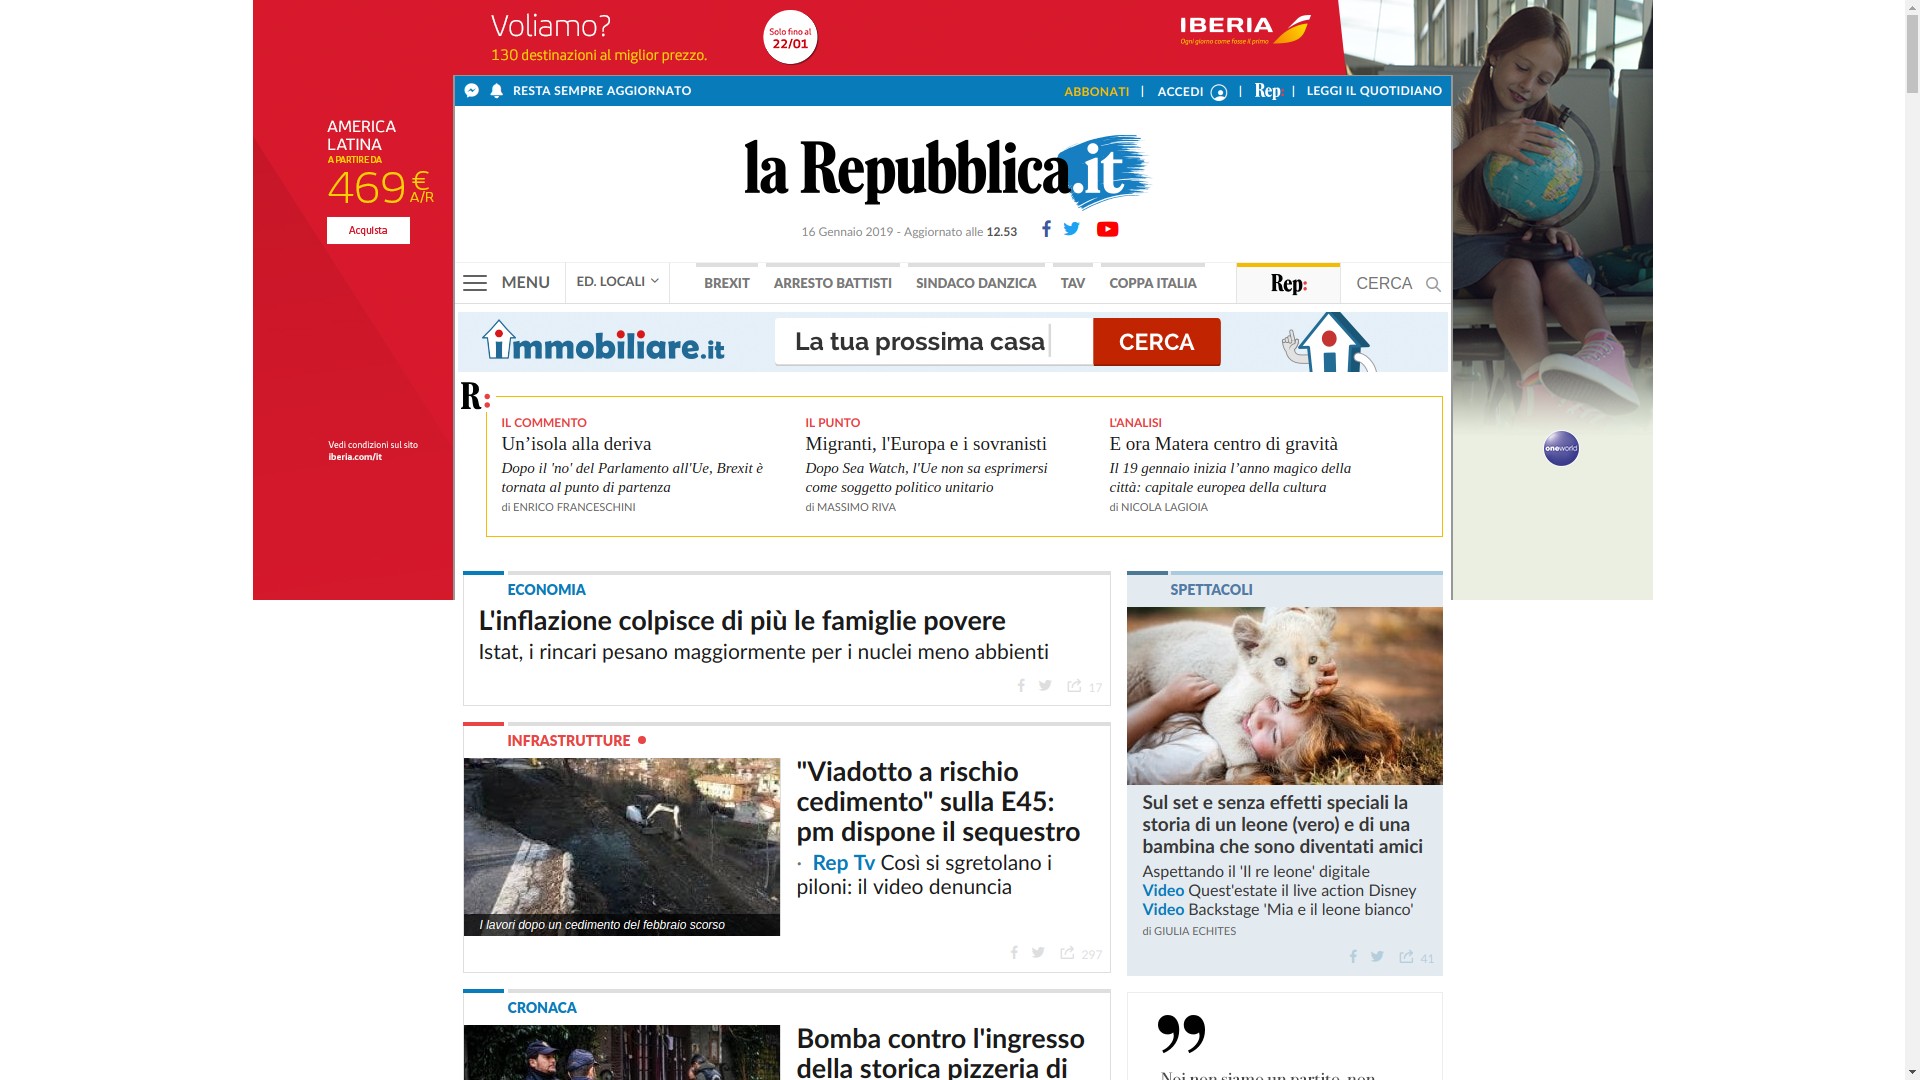 Voliamo?
130 destinazioni al miglior prezzo.
Solo fino al
22/01
IBERIA
Ogni giorno come fosse il primo
AMERICA
LATINA
A PARTIRE DA
469 € A/R
Acquista
Vedi condizioni sul sito
iberia.com/it
oneworld
RESTA SEMPRE AGGIORNATO
ABBONATI | ACCEDI | Rep: | LEGGI IL QUOTIDIANO
la Repubblica.it
16 Gennaio 2019 - Aggiornato alle 12.53
MENU
ED. LOCALI
BREXIT
ARRESTO BATTISTI
SINDACO DANZICA
TAV
COPPA ITALIA
Rep:
CERCA
immobiliare.it
La tua prossima casa
CERCA
R:
IL COMMENTO
Un’isola alla deriva
Dopo il 'no' del Parlamento all'Ue, Brexit è
tornata al punto di partenza
di ENRICO FRANCESCHINI
IL PUNTO
Migranti, l'Europa e i sovranisti
Dopo Sea Watch, l'Ue non sa esprimersi
come soggetto politico unitario
di MASSIMO RIVA
L'ANALISI
E ora Matera centro di gravità
Il 19 gennaio inizia l’anno magico della
città: capitale europea della cultura
di NICOLA LAGIOIA
ECONOMIA
L'inflazione colpisce di più le famiglie povere
Istat, i rincari pesano maggiormente per i nuclei meno abbienti
17
INFRASTRUTTURE
I lavori dopo un cedimento del febbraio scorso
"Viadotto a rischio
cedimento" sulla E45:
pm dispone il sequestro
· Rep Tv Così si sgretolano i
piloni: il video denuncia
297
CRONACA
Bomba contro l'ingresso
della storica pizzeria di
SPETTACOLI
Sul set e senza effetti speciali la
storia di un leone (vero) e di una
bambina che sono diventati amici
Aspettando il 'Il re leone' digitale
Video Quest'estate il live action Disney
Video Backstage 'Mia e il leone bianco'
di GIULIA ECHITES
41
Noi non siamo un partito, non